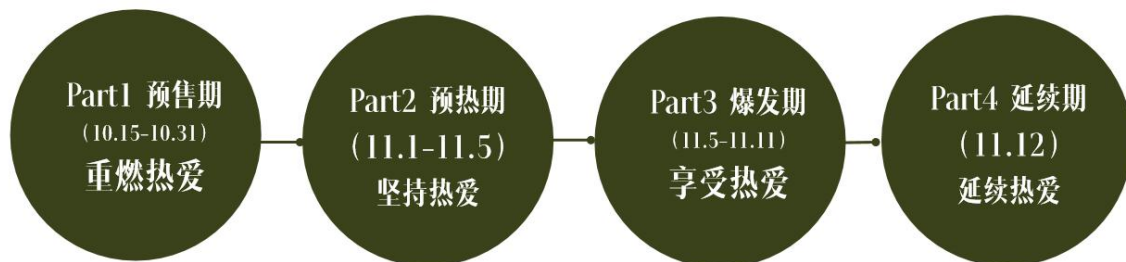 Part1 预售期
(10.15-10.31)
重燃热爱
Part2 预热期
(11.1-11.5)
坚持热爱
Part3 爆发期
(11.5-11.11)
享受热爱
Part4 延续期
(11.12)
延续热爱